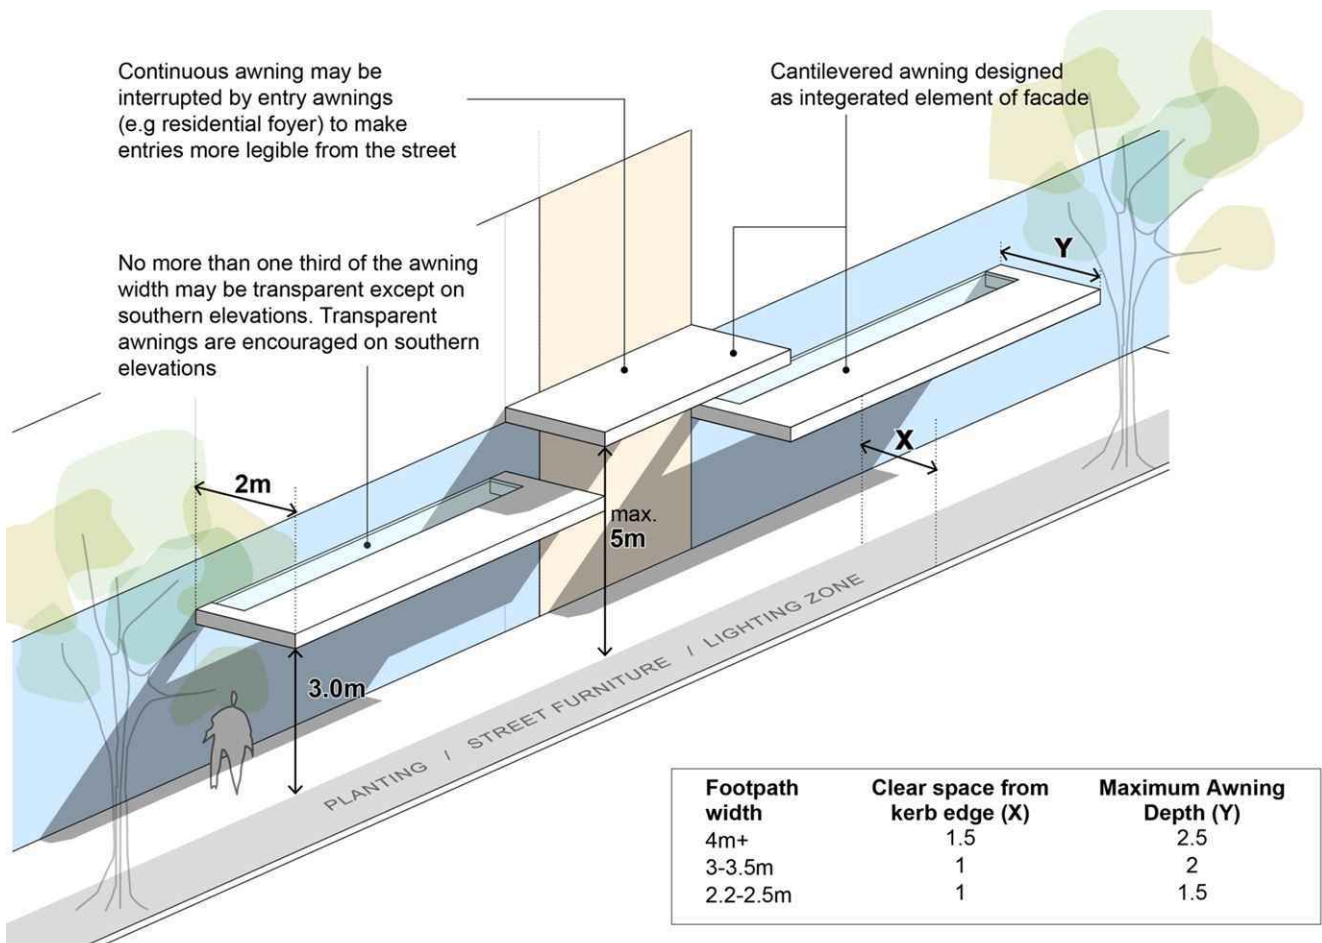 Continuous awning may be
interrupted by entry awnings
(e.g residential foyer) to make
entries more legible from the street
Cantilevered awning designed
as integerated element of facade
No more than one third of the awning
width may be transparent except on
southern elevations. Transparent
awnings are encouraged on southern
elevations
Y
X
2m
max.
5m
3.0m
PLANTING / STREET FURNITURE / LIGHTING ZONE
Footpath width Clear space from kerb edge (X) Maximum Awning Depth (Y)
4m+ 1.5 2.5
3-3.5m 1 2
2.2-2.5m 1 1.5